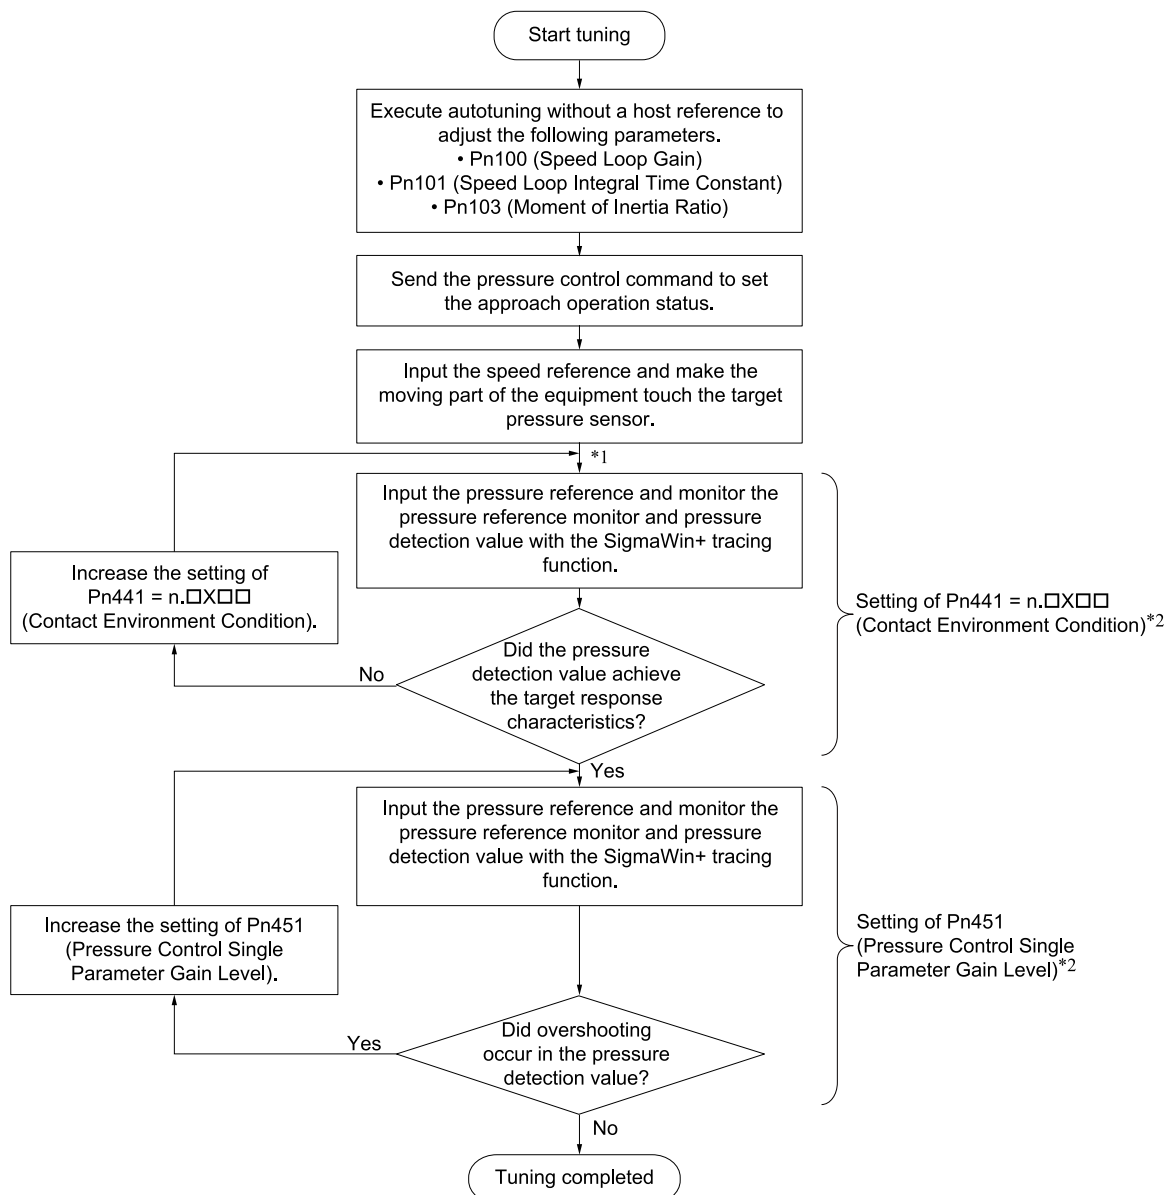 Start tuning
Execute autotuning without a host reference to
adjust the following parameters.
• Pn100 (Speed Loop Gain)
• Pn101 (Speed Loop Integral Time Constant)
• Pn103 (Moment of Inertia Ratio)
Send the pressure control command to set
the approach operation status.
Input the speed reference and make the
moving part of the equipment touch the target
pressure sensor.
*1
Input the pressure reference and monitor the
pressure reference monitor and pressure
detection value with the SigmaWin+ tracing
function.
Increase the setting of
Pn441 = n.□X□□
(Contact Environment Condition).
Setting of Pn441 = n.□X□□
(Contact Environment Condition)*2
Did the pressure
detection value achieve
the target response
characteristics?
No
Yes
Input the pressure reference and monitor the
pressure reference monitor and pressure
detection value with the SigmaWin+ tracing
function.
Increase the setting of Pn451
(Pressure Control Single
Parameter Gain Level).
Setting of Pn451
(Pressure Control Single
Parameter Gain Level)*2
Did overshooting
occur in the pressure
detection value?
Yes
No
Tuning completed